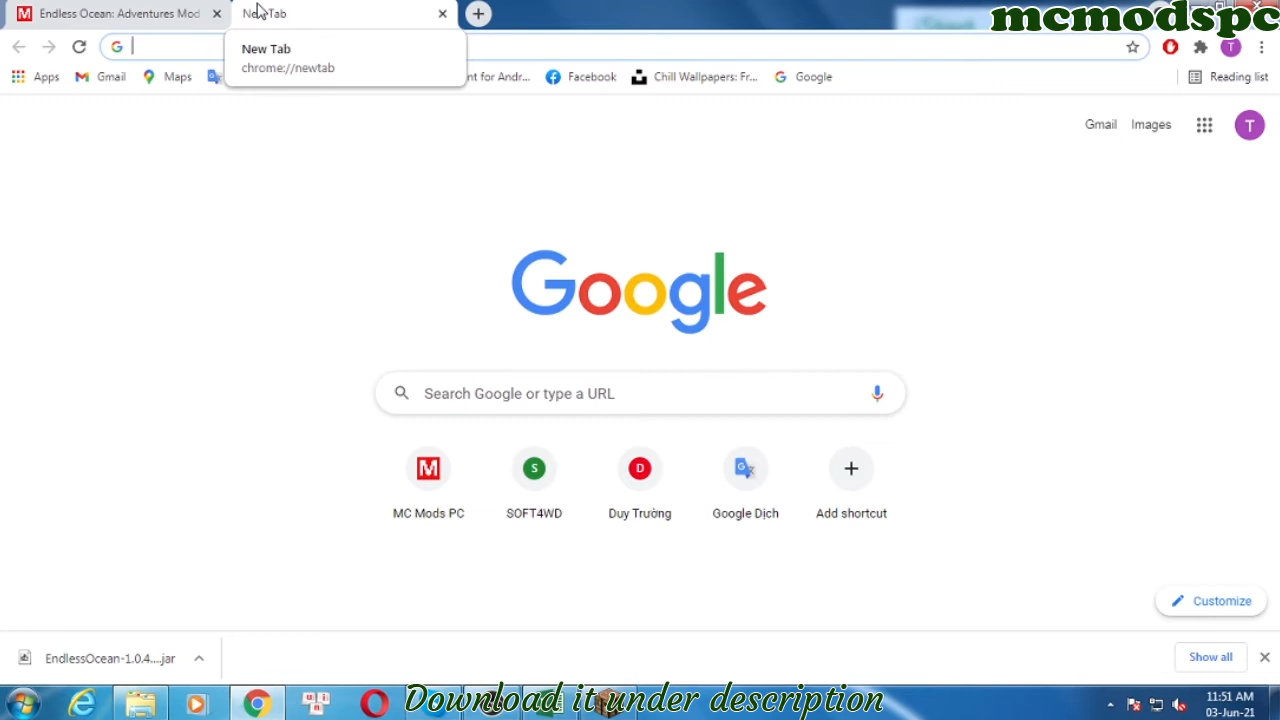 Endless Ocean: Adventures Mod
New Tab
mcmodspc
New Tab
chrome://newtab
T
Apps
Gmail
Maps
nt for Andr...
Facebook
Chill Wallpapers: Fr...
Google
Reading list
Gmail
Images
T
Google
Search Google or type a URL
M
S
D
MC Mods PC
SOFT4WD
Duy Trường
Google Dịch
Add shortcut
Customize
EndlessOcean-1.0.4....jar
Show all
Download it under description
11:51 AM
03-Jun-21